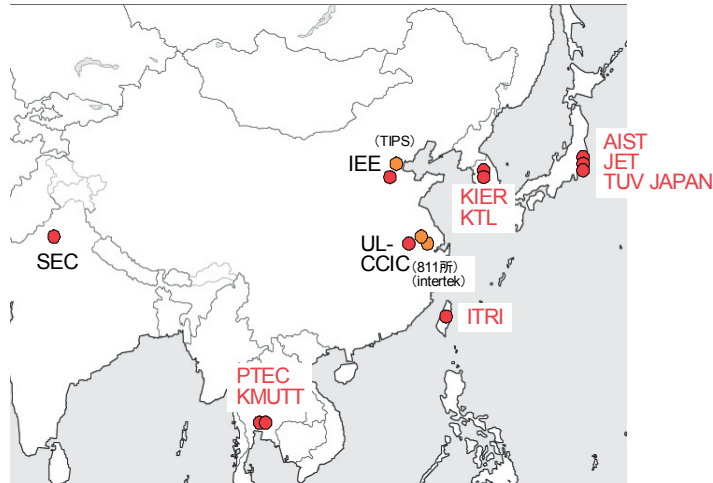 (TIPS)
IEE
AIST
JET
TUV JAPAN
KIER
KTL
SEC
UL-
CCIC(811所)
(intertek)
ITRI
PTEC
KMUTT